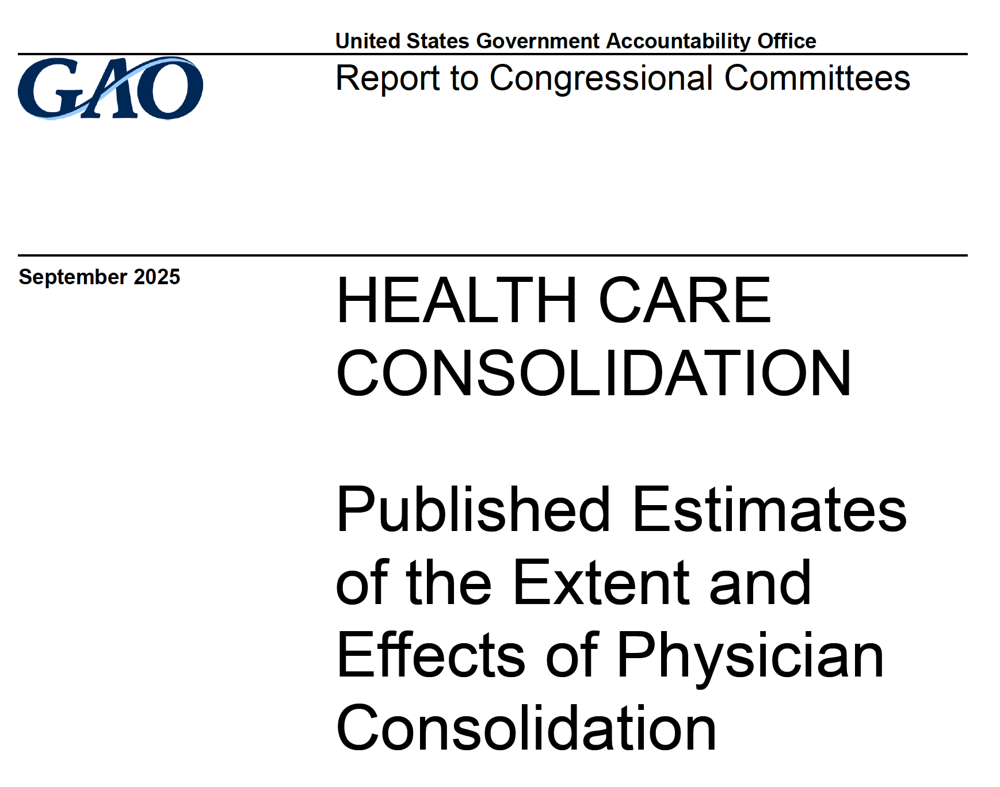 United States Government Accountability Office
GAO
Report to Congressional Committees
September 2025
HEALTH CARE
CONSOLIDATION
Published Estimates
of the Extent and
Effects of Physician
Consolidation